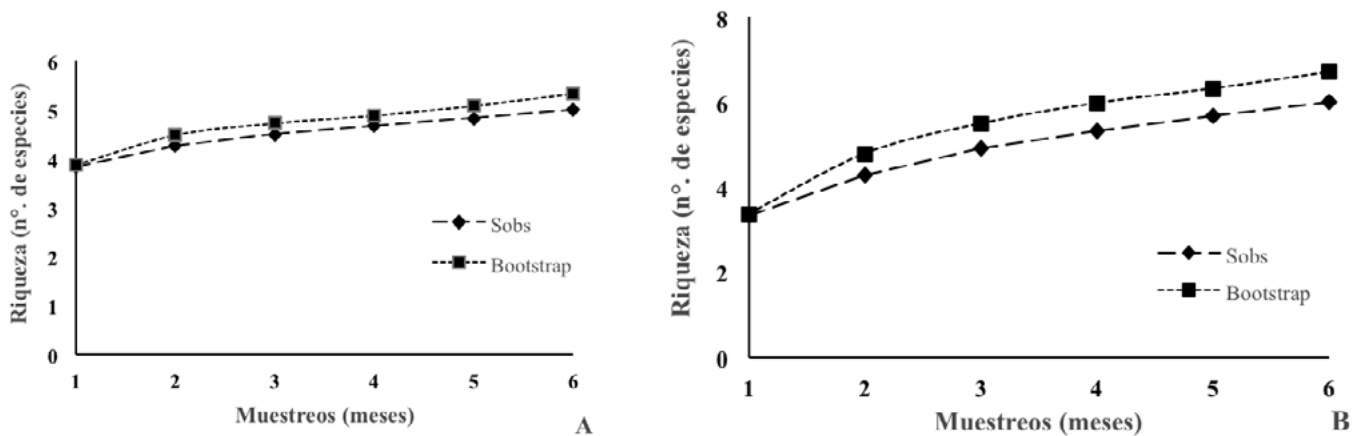 Riqueza (n°. de especies)
6
5
4
3
2
1
0
Sobs
Bootstrap
1 2 3 4 5 6
Muestreos (meses)
A
Riqueza (n°. de especies)
8
6
4
2
0
Sobs
Bootstrap
1 2 3 4 5 6
Muestreos (meses)
B